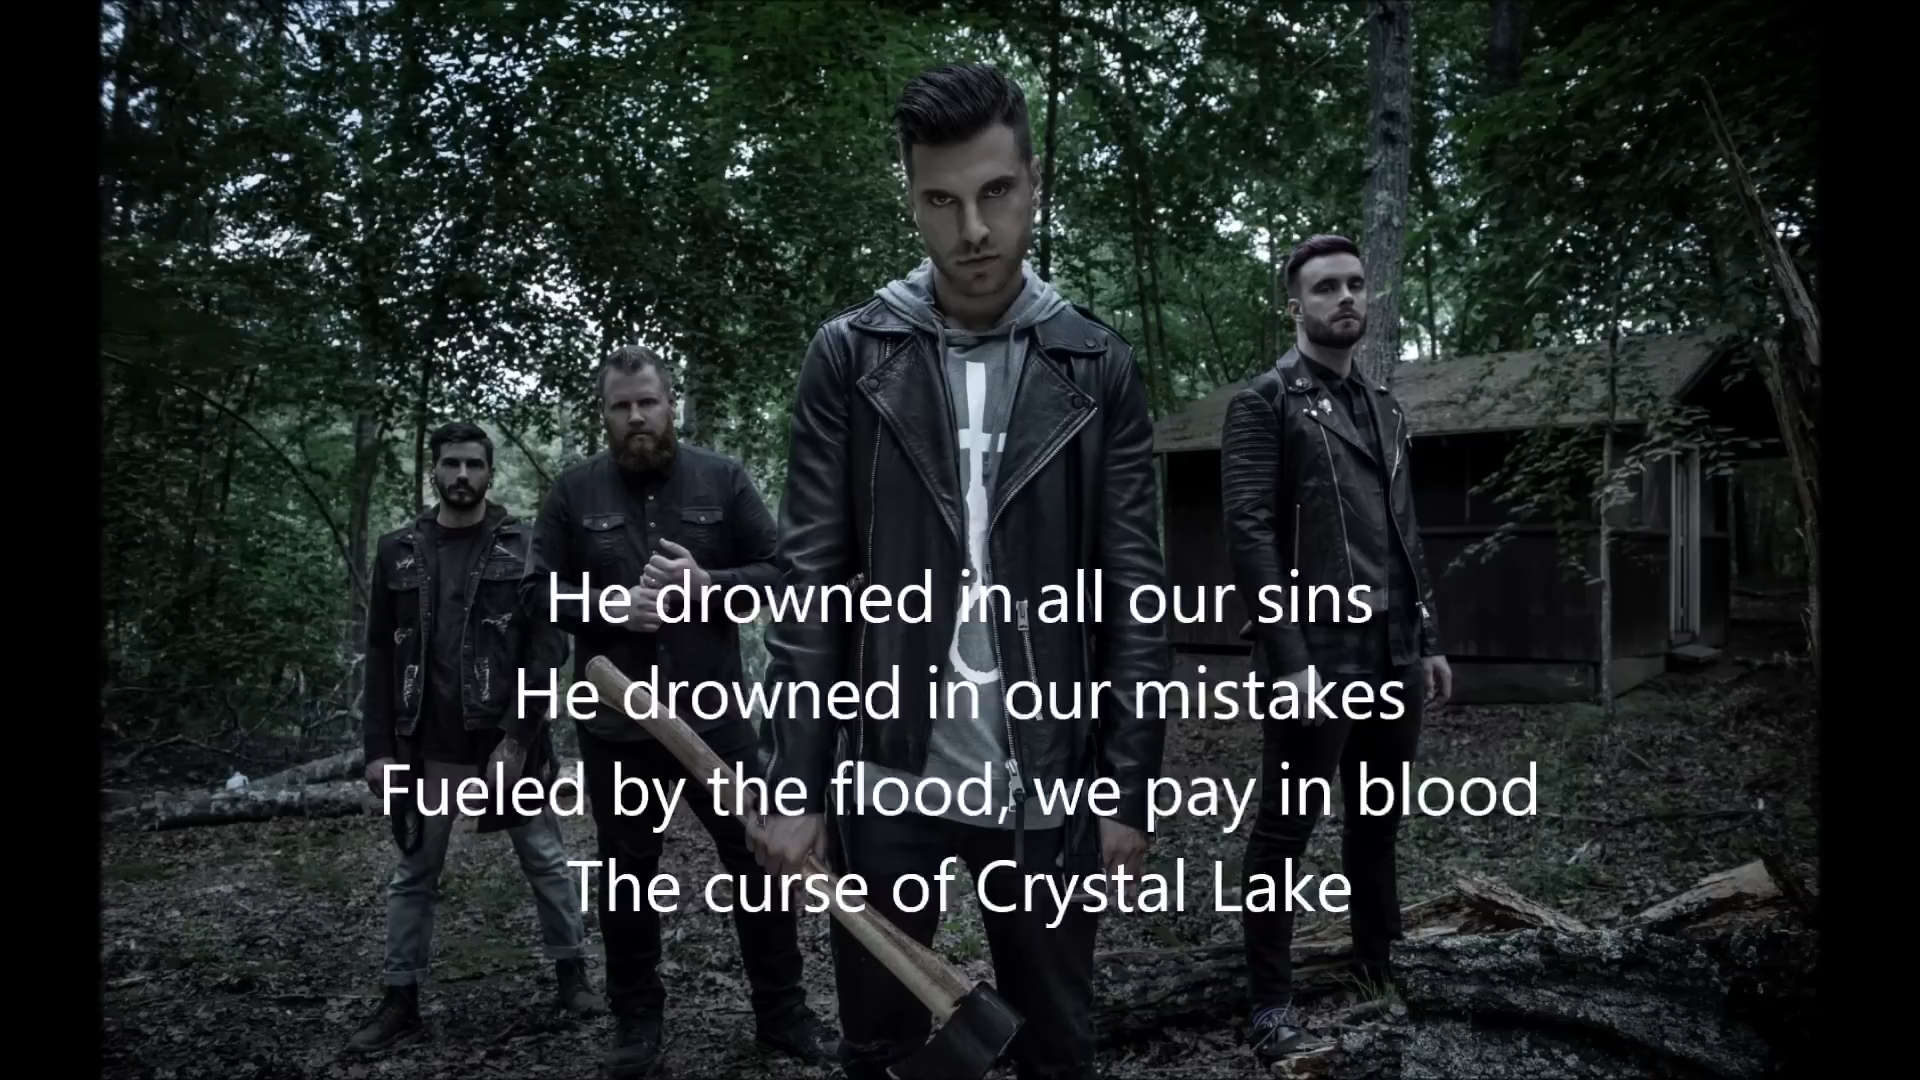 He drowned in all our sins
He drowned in our mistakes
Fueled by the flood, we pay in blood
The curse of Crystal Lake